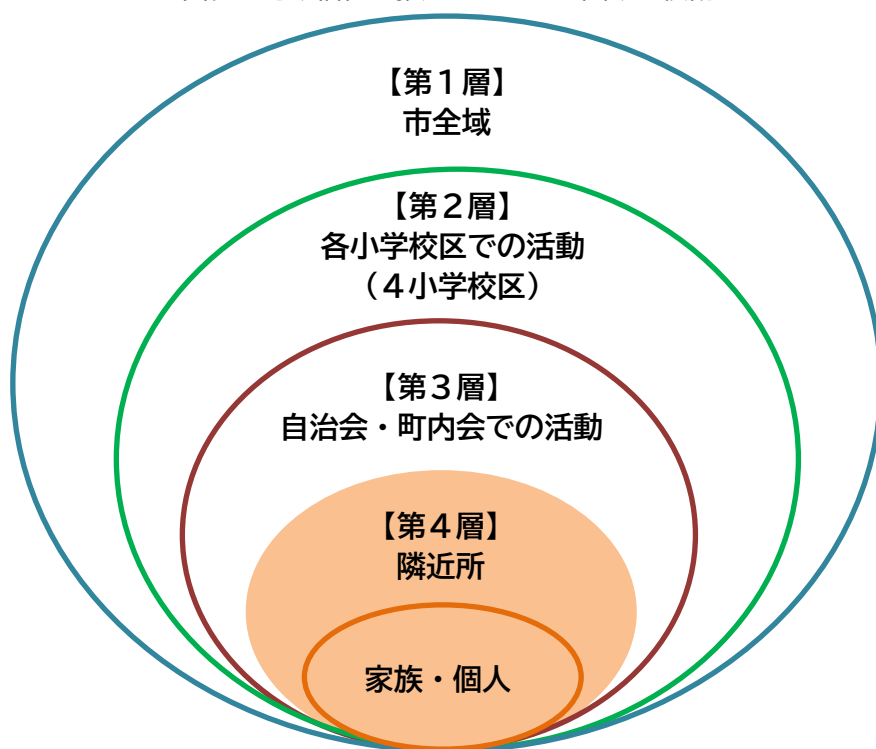 【第１層】
市全域
【第２層】
各小学校区での活動
（４小学校区）
【第３層】
自治会・町内会での活動
【第４層】
隣近所
家族・個人